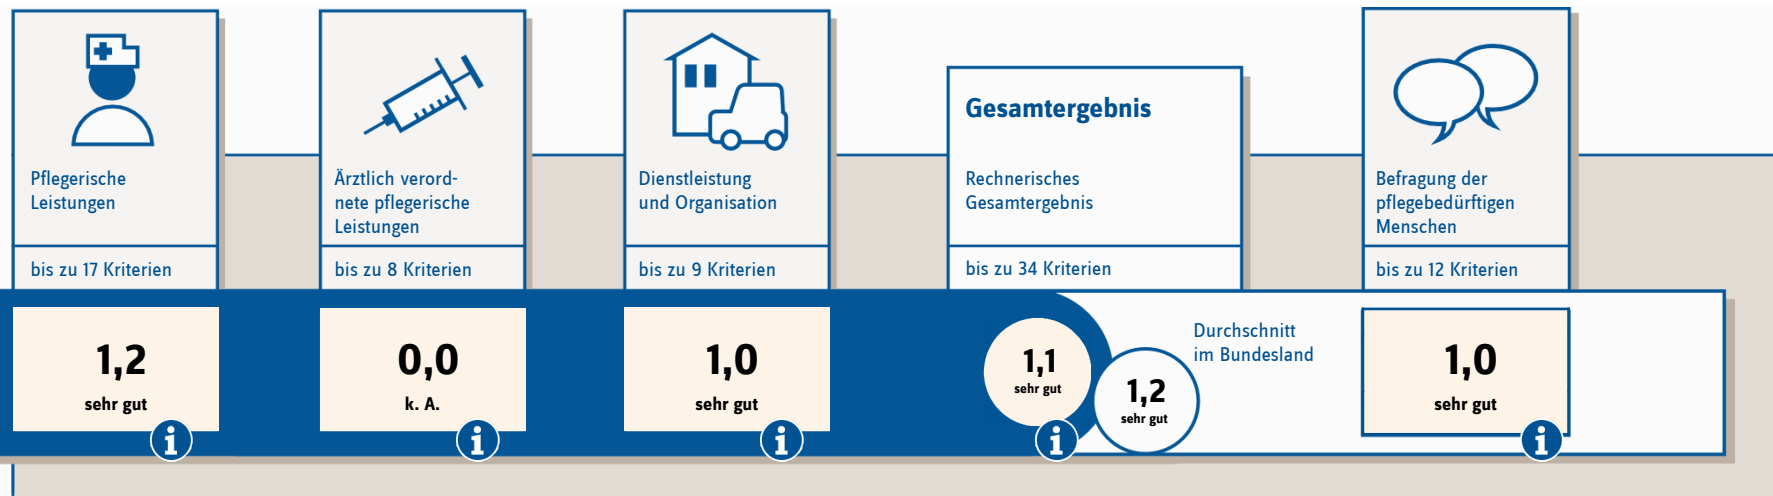 Pflegerische
Leistungen
bis zu 17 Kriterien
1,2
sehr gut
i
Ärztlich verord-
nete pflegerische
Leistungen
bis zu 8 Kriterien
0,0
k. A.
i
Dienstleistung
und Organisation
bis zu 9 Kriterien
1,0
sehr gut
i
Gesamtergebnis
Rechnerisches
Gesamtergebnis
bis zu 34 Kriterien
1,1
sehr gut
i
1,2
sehr gut
Durchschnitt
im Bundesland
Befragung der
pflegebedürftigen
Menschen
bis zu 12 Kriterien
1,0
sehr gut
i